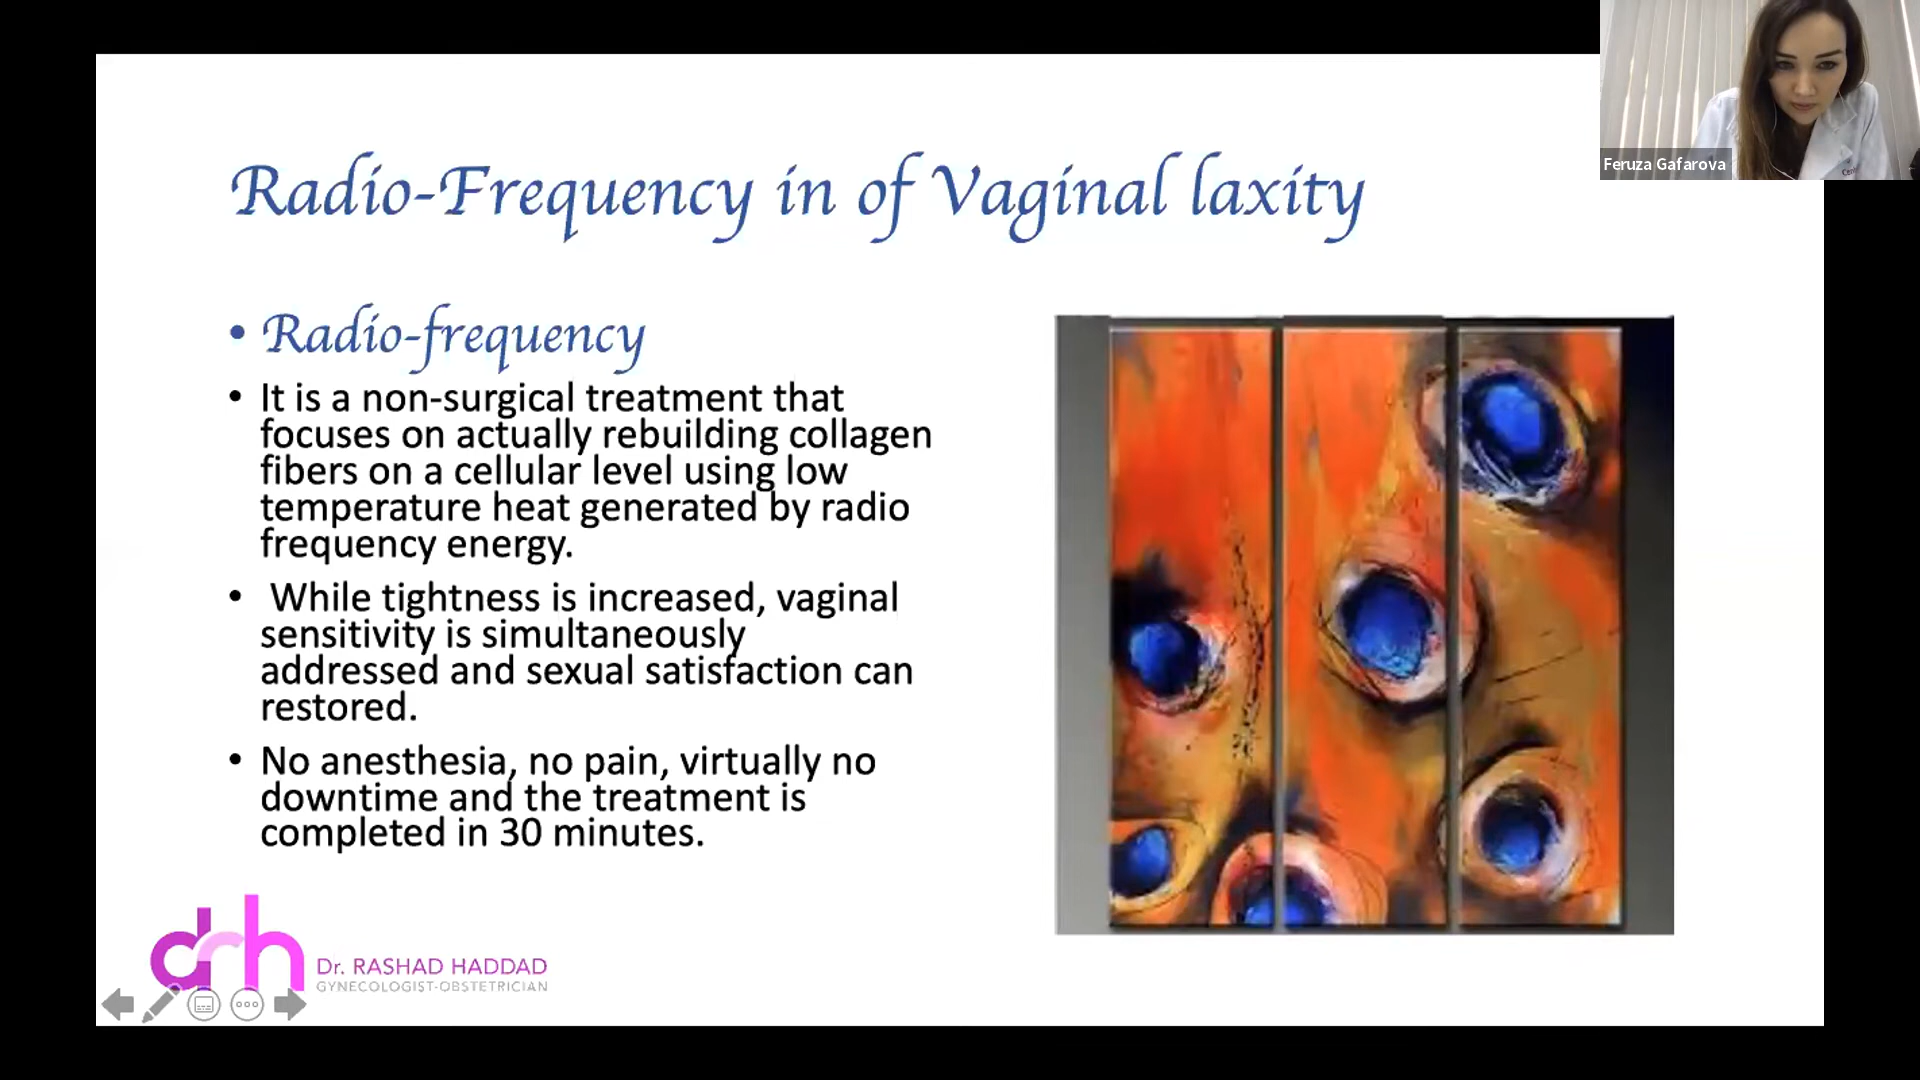 Feruza Gafarova
Radio-Frequency in of Vaginal laxity
• Radio-frequency
• It is a non-surgical treatment that
focuses on actually rebuilding collagen
fibers on a cellular level using low
temperature heat generated by radio
frequency energy.
• While tightness is increased, vaginal
sensitivity is simultaneously
addressed and sexual satisfaction can
restored.
• No anesthesia, no pain, virtually no
downtime and the treatment is
completed in 30 minutes.
drh
Dr. RASHAD HADDAD
GYNECOLOGIST-OBSTETRICIAN